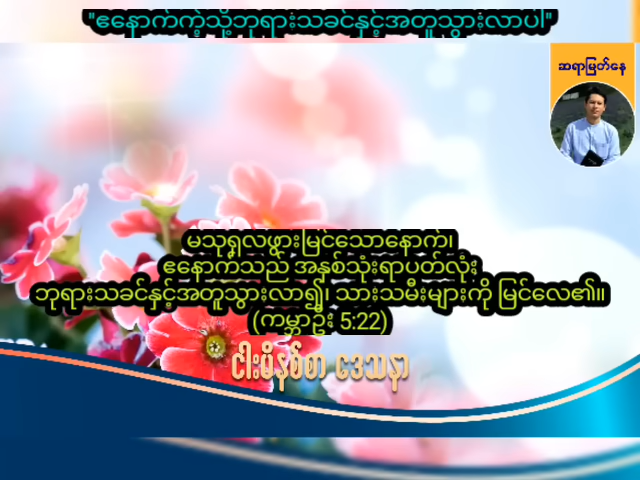 "ဧနောက်ကဲ့သို့ဘုရားသခင်နှင့်အတူသွားလာပါ"
ဆရာမြတ်နေ
မသုရှလဖွားမြင်သောနောက်၊
ဧနောက်သည် အနှစ်သုံးရာပတ်လုံး
ဘုရားသခင်နှင့်အတူသွားလာ၍၊ သားသမီးများကို မြင်လေ၏။
(ကမ္ဘာဦး 5:22)
ငါးမိနစ်စာ ဒေသနာ